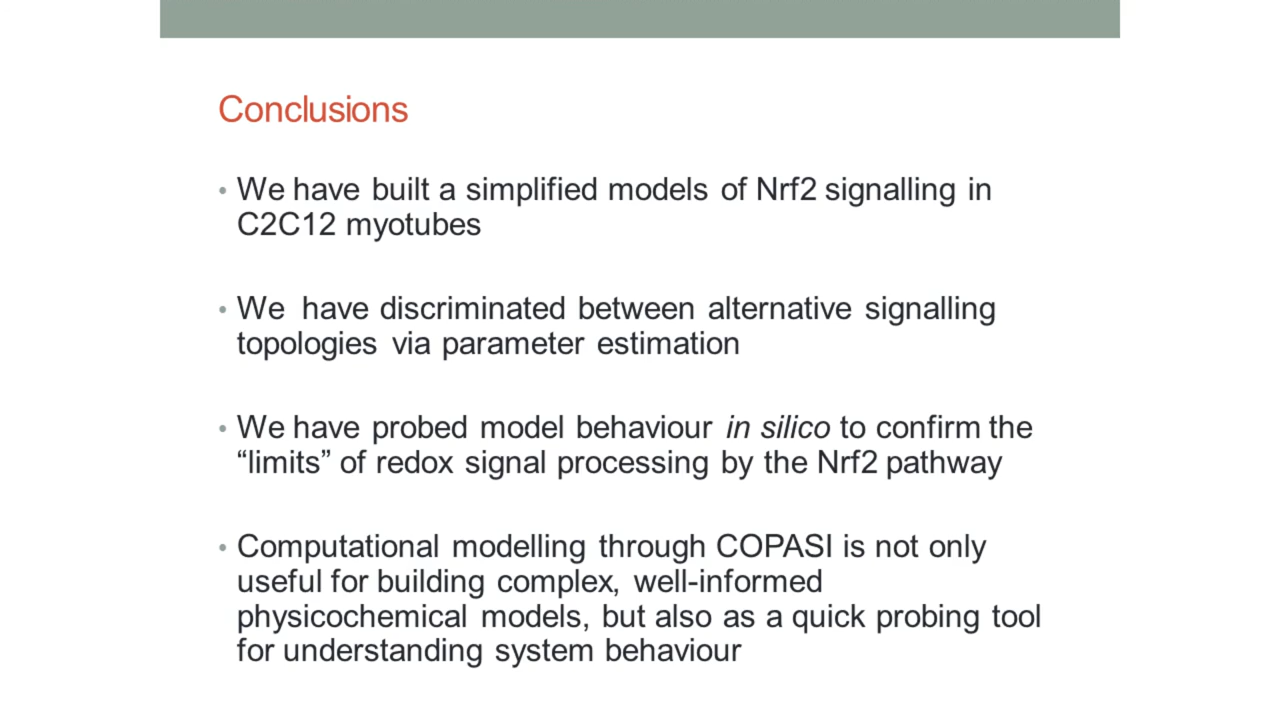 Conclusions
• We have built a simplified models of Nrf2 signalling in
C2C12 myotubes
• We have discriminated between alternative signalling
topologies via parameter estimation
• We have probed model behaviour in silico to confirm the
“limits” of redox signal processing by the Nrf2 pathway
• Computational modelling through COPASI is not only
useful for building complex, well-informed
physicochemical models, but also as a quick probing tool
for understanding system behaviour